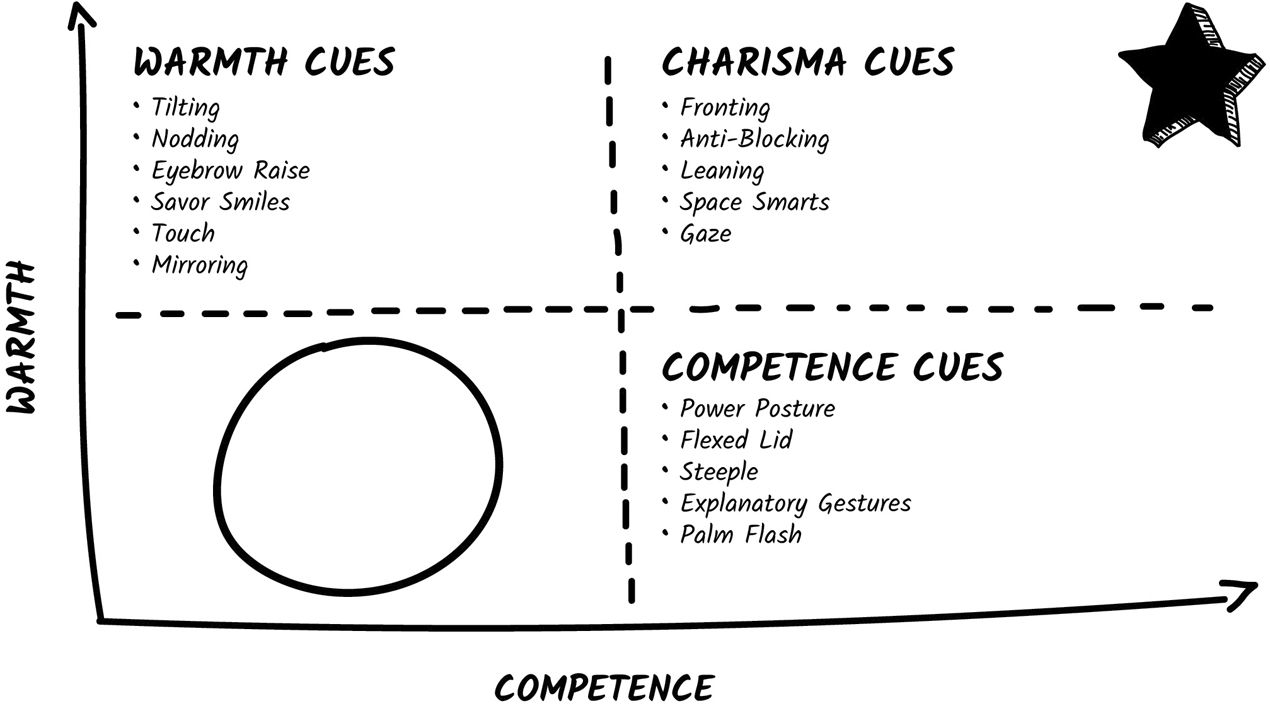 WARMTH CUES
• Tilting
• Nodding
• Eyebrow Raise
• Savor Smiles
• Touch
• Mirroring
CHARISMA CUES
• Fronting
• Anti-Blocking
• Leaning
• Space Smarts
• Gaze
WARMTH
COMPETENCE CUES
• Power Posture
• Flexed Lid
• Steeple
• Explanatory Gestures
• Palm Flash
COMPETENCE